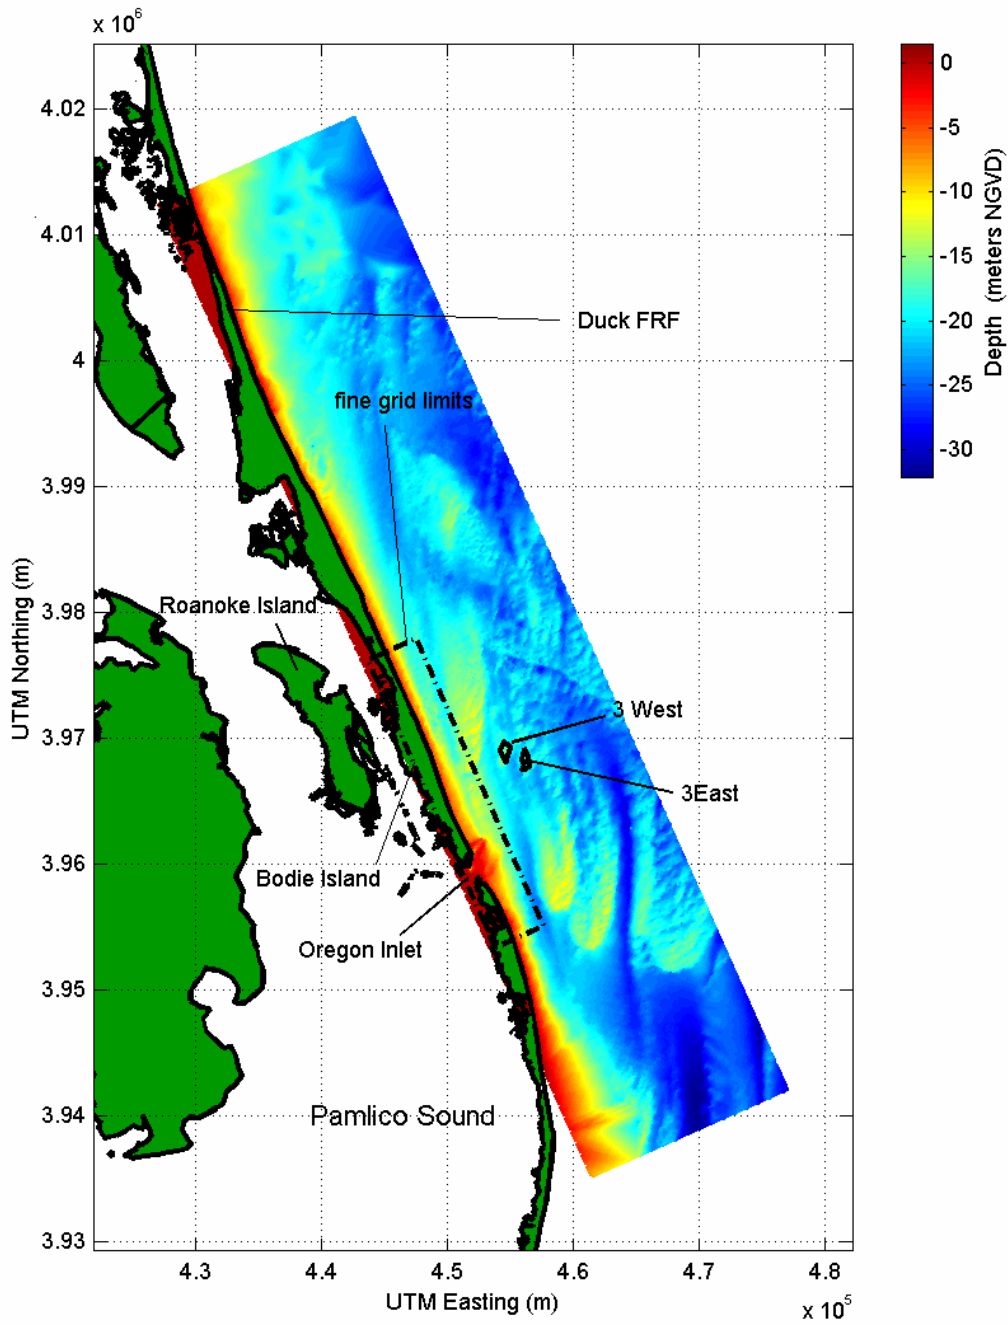 x 10^6
4.02
4.01
4
3.99
3.98
3.97
3.96
3.95
3.94
3.93
UTM Northing (m)
4.3
4.4
4.5
4.6
4.7
4.8
UTM Easting (m)
x 10^5
Duck FRF
fine grid limits
Roanoke Island
3 West
3East
Bodie Island
Oregon Inlet
Pamlico Sound
0
-5
-10
-15
-20
-25
-30
Depth (meters NGVD)